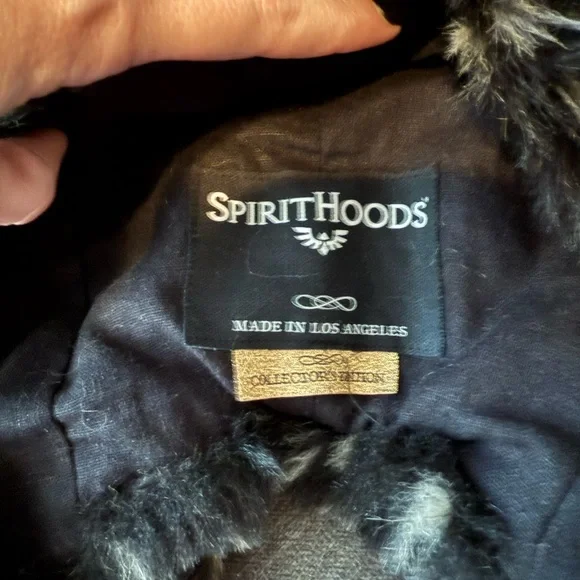 SPIRITHOODS®
MADE IN LOS ANGELES
COLLECTOR'S EDITION